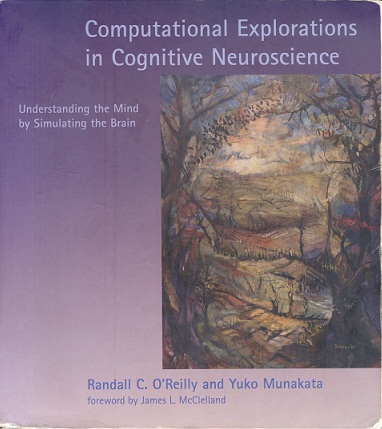 Computational Explorations
in Cognitive Neuroscience
Understanding the Mind
by Simulating the Brain
Randall C. O'Reilly and Yuko Munakata
foreword by James L. McClelland